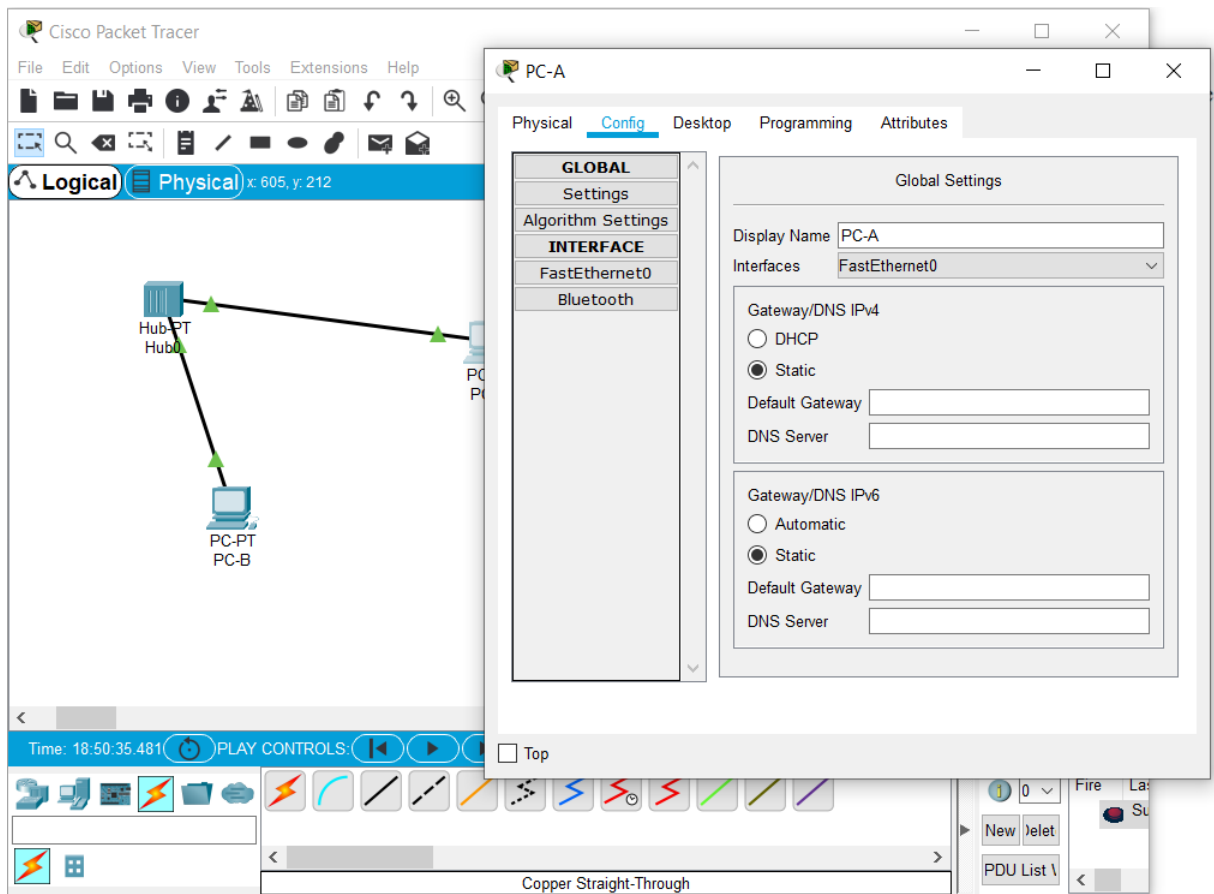 Cisco Packet Tracer
File Edit Options View Tools Extensions Help
Logical Physical x: 605, y: 212
Hub-PT
Hub0
PC-PT
PC-B
Time: 18:50:35.481 PLAY CONTROLS:
Copper Straight-Through
0
Fire
New
PDU List
PC-A
Physical Config Desktop Programming Attributes
GLOBAL
Settings
Algorithm Settings
INTERFACE
FastEthernet0
Bluetooth
Global Settings
Display Name PC-A
Interfaces FastEthernet0
Gateway/DNS IPv4
DHCP
Static
Default Gateway
DNS Server
Gateway/DNS IPv6
Automatic
Static
Default Gateway
DNS Server
Top